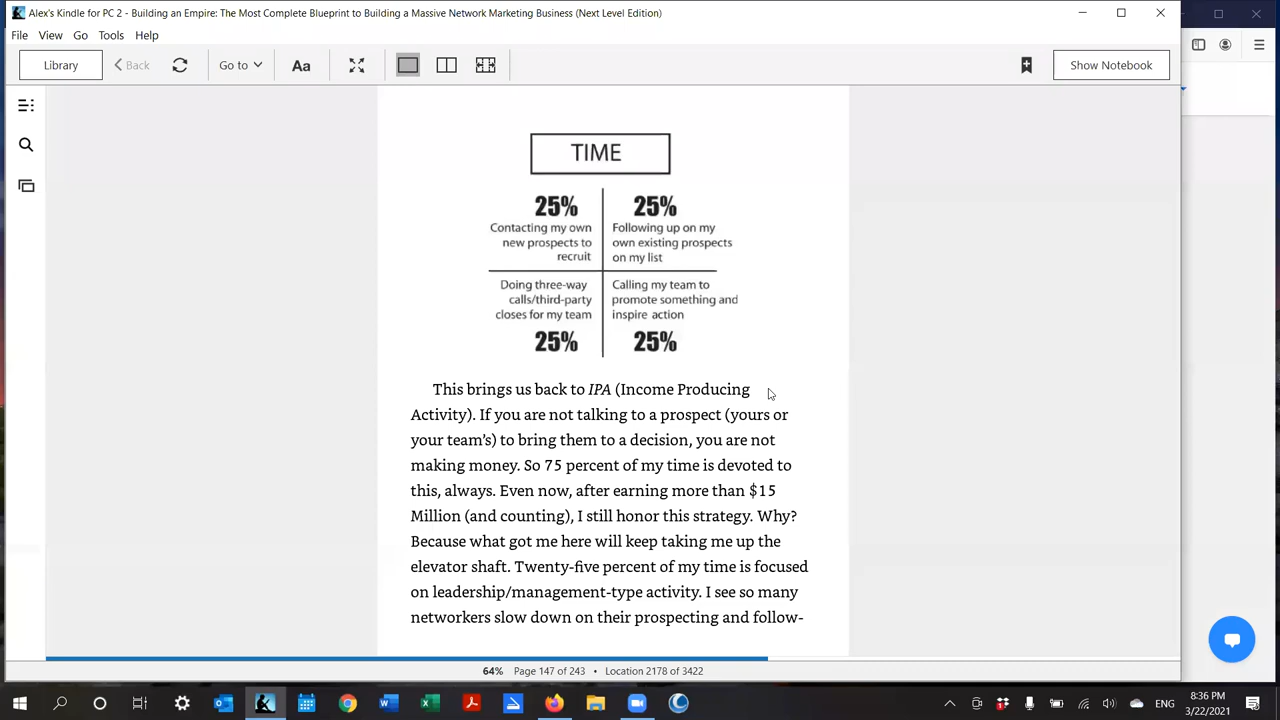 Alex's Kindle for PC 2 - Building an Empire: The Most Complete Blueprint to Building a Massive Network Marketing Business (Next Level Edition)
File View Go Tools Help
Library Back Go to Aa Show Notebook
TIME
25%
Contacting my own
new prospects to
recruit
25%
Following up on my
own existing prospects
on my list
Doing three-way
calls/third-party
closes for my team
25%
Calling my team to
promote something and
inspire action
25%
This brings us back to IPA (Income Producing
Activity). If you are not talking to a prospect (yours or
your team's) to bring them to a decision, you are not
making money. So 75 percent of my time is devoted to
this, always. Even now, after earning more than $15
Million (and counting), I still honor this strategy. Why?
Because what got me here will keep taking me up the
elevator shaft. Twenty-five percent of my time is focused
on leadership/management-type activity. I see so many
networkers slow down on their prospecting and follow-
64% Page 147 of 243 • Location 2178 of 3422
ENG
8:36 PM
3/22/2021